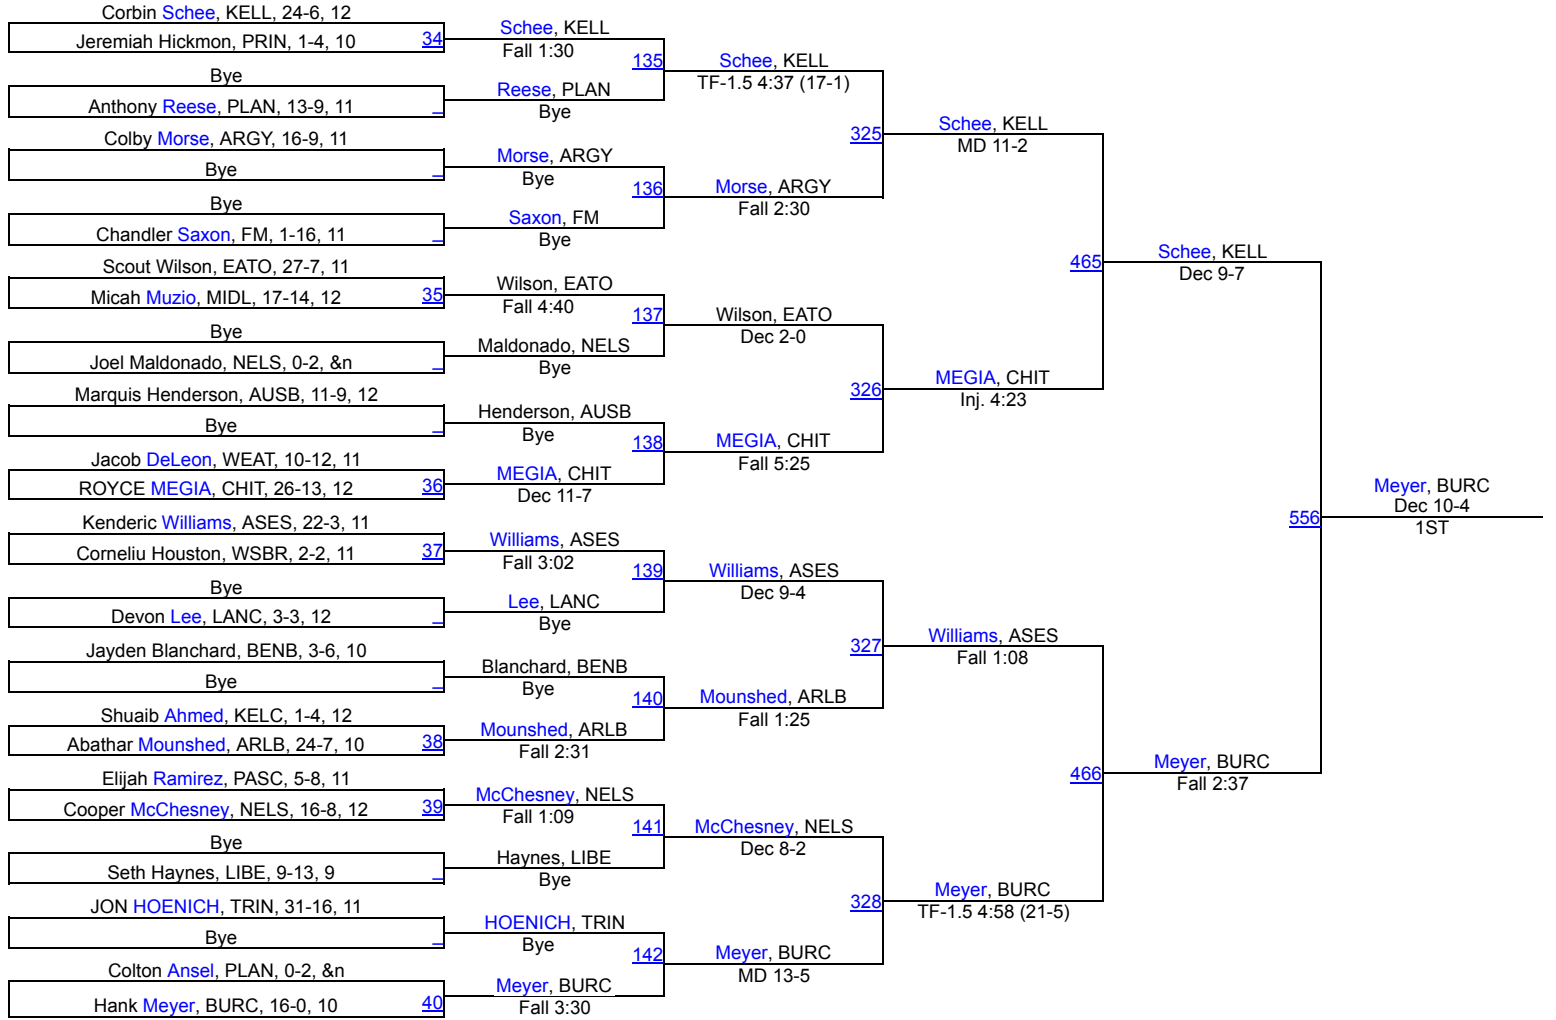 Corbin Schee, KELL, 24-6, 12
Jeremiah Hickmon, PRIN, 1-4, 10
34
Bye
Anthony Reese, PLAN, 13-9, 11
Colby Morse, ARGY, 16-9, 11
Bye
Bye
Chandler Saxon, FM, 1-16, 11
Scout Wilson, EATO, 27-7, 11
Micah Muzio, MIDL, 17-14, 12
35
Bye
Joel Maldonado, NELS, 0-2, &n
Marquis Henderson, AUSB, 11-9, 12
Bye
Jacob DeLeon, WEAT, 10-12, 11
ROYCE MEGIA, CHIT, 26-13, 12
36
Kenderic Williams, ASES, 22-3, 11
Corneliu Houston, WSBR, 2-2, 11
37
Bye
Devon Lee, LANC, 3-3, 12
Jayden Blanchard, BENB, 3-6, 10
Bye
Shuaib Ahmed, KELC, 1-4, 12
Abathar Mounshed, ARLB, 24-7, 10
38
Elijah Ramirez, PASC, 5-8, 11
Cooper McChesney, NELS, 16-8, 12
39
Bye
Seth Haynes, LIBE, 9-13, 9
JON HOENICH, TRIN, 31-16, 11
Bye
Colton Ansel, PLAN, 0-2, &n
Hank Meyer, BURC, 16-0, 10
40
Schee, KELL
Fall 1:30
135
Reese, PLAN
Bye
Morse, ARGY
Bye
136
Saxon, FM
Bye
Wilson, EATO
Fall 4:40
137
Maldonado, NELS
Bye
Henderson, AUSB
Bye
138
MEGIA, CHIT
Dec 11-7
Williams, ASES
Fall 3:02
139
Lee, LANC
Bye
Blanchard, BENB
Bye
140
Mounshed, ARLB
Fall 2:31
McChesney, NELS
Fall 1:09
141
Haynes, LIBE
Bye
HOENICH, TRIN
Bye
142
Meyer, BURC
Fall 3:30
Schee, KELL
TF-1.5 4:37 (17-1)
325
Morse, ARGY
Fall 2:30
Wilson, EATO
Dec 2-0
326
MEGIA, CHIT
Fall 5:25
Williams, ASES
Dec 9-4
327
Mounshed, ARLB
Fall 1:25
McChesney, NELS
Dec 8-2
328
Meyer, BURC
MD 13-5
Schee, KELL
MD 11-2
465
MEGIA, CHIT
Inj. 4:23
Williams, ASES
Fall 1:08
466
Meyer, BURC
TF-1.5 4:58 (21-5)
Schee, KELL
Dec 9-7
556
Meyer, BURC
Fall 2:37
Meyer, BURC
Dec 10-4
1ST